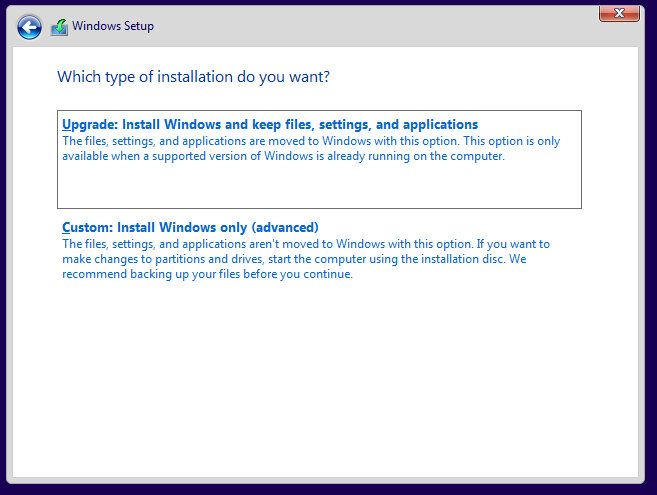 Windows Setup
Which type of installation do you want?
Upgrade: Install Windows and keep files, settings, and applications
The files, settings, and applications are moved to Windows with this option. This option is only
available when a supported version of Windows is already running on the computer.
Custom: Install Windows only (advanced)
The files, settings, and applications aren't moved to Windows with this option. If you want to
make changes to partitions and drives, start the computer using the installation disc. We
recommend backing up your files before you continue.